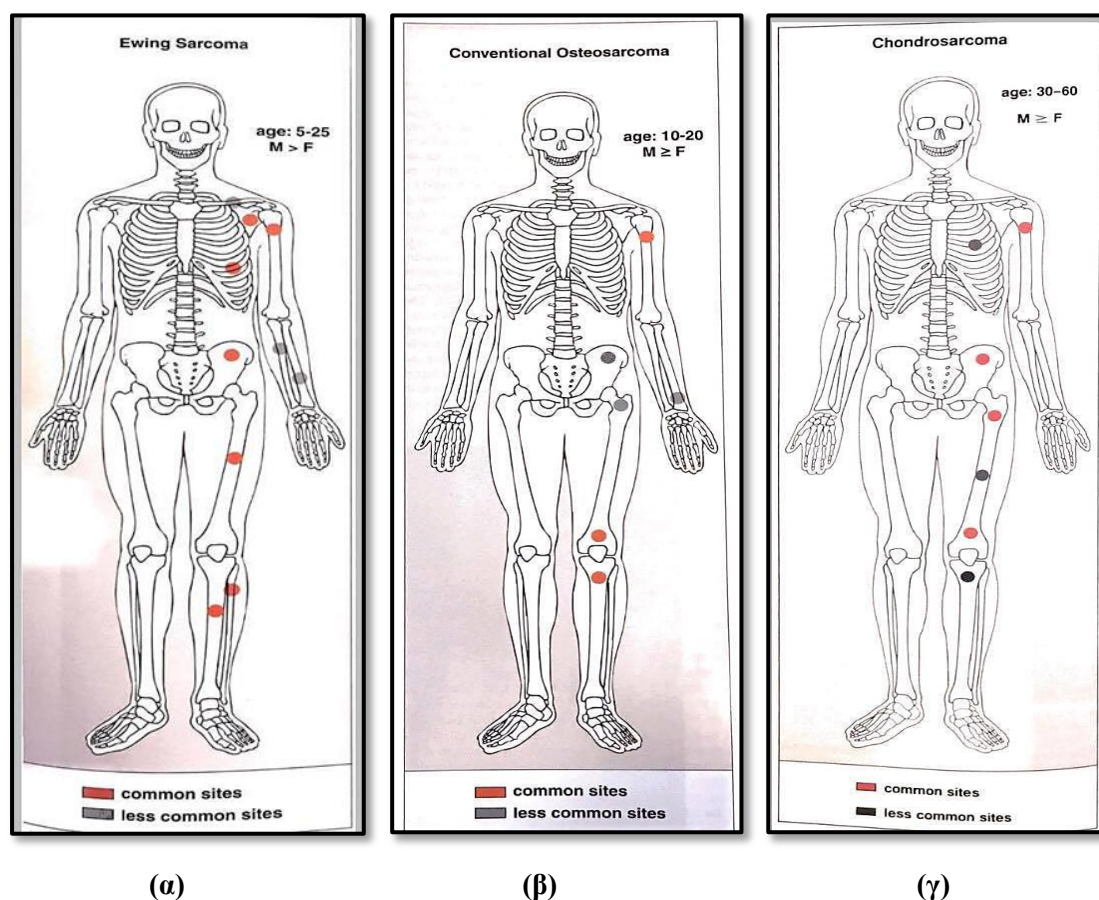 Ewing Sarcoma
age: 5-25
M > F
common sites
less common sites
(α)
Conventional Osteosarcoma
age: 10-20
M ≥ F
common sites
less common sites
(β)
Chondrosarcoma
age: 30-60
M ≥ F
common sites
less common sites
(γ)